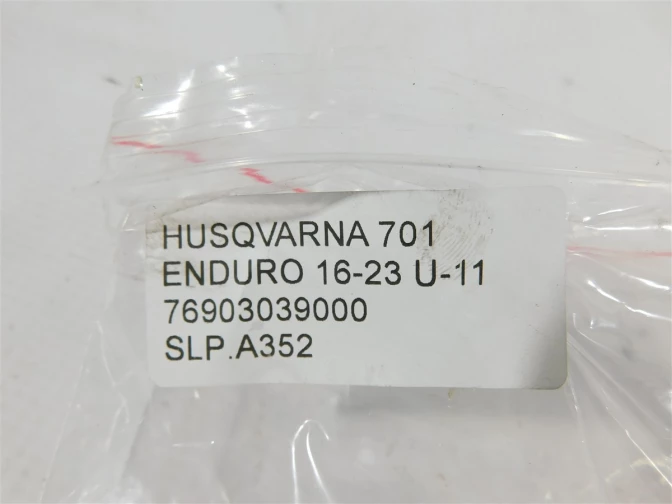 HUSQVARNA 701
ENDURO 16-23 U-11
76903039000
SLP.A352